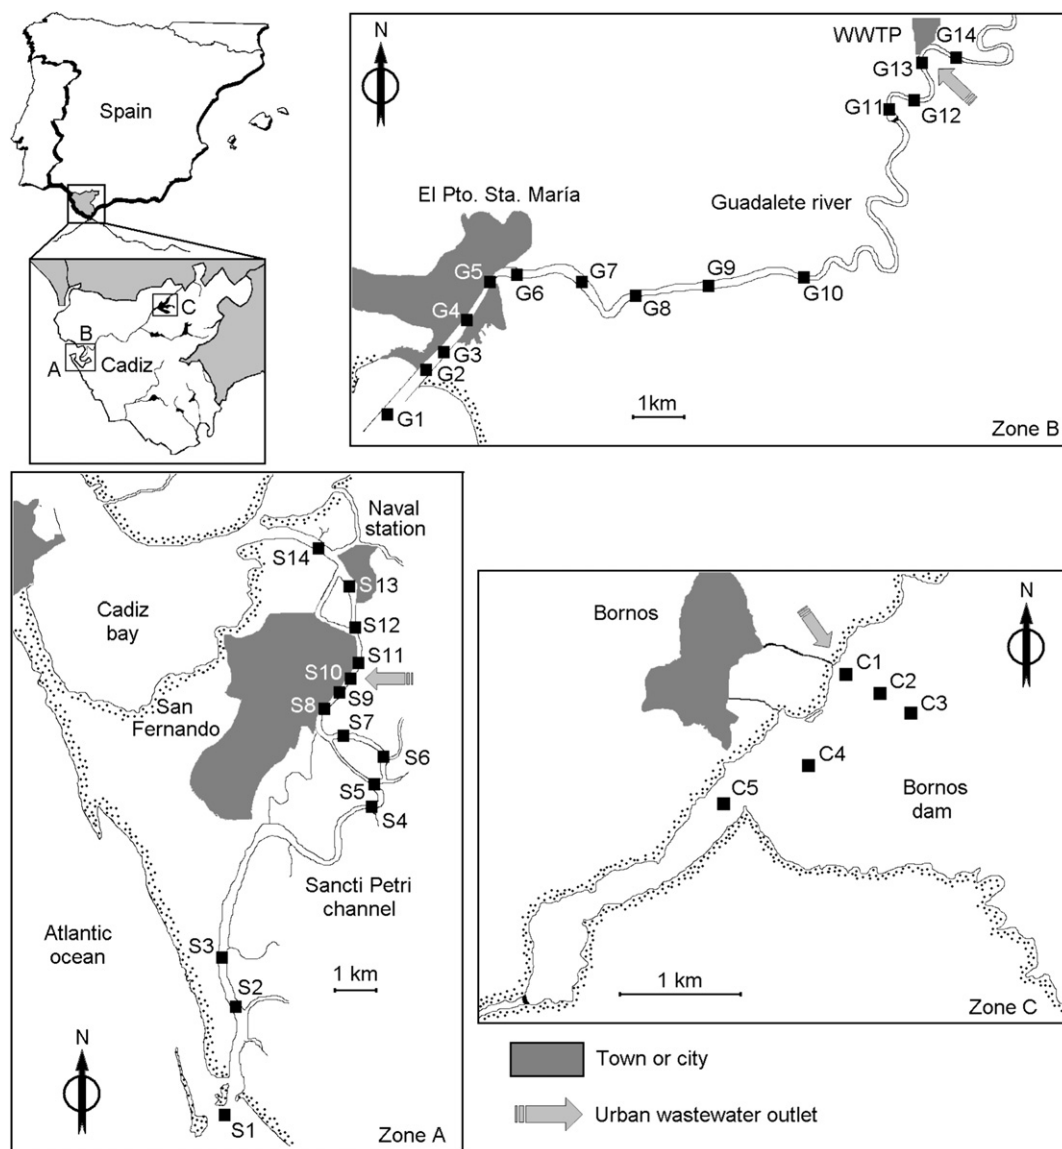 Spain
C
B
A
Cadiz
N
WWTP
G14
G13
G11
G12
El Pto. Sta. María
Guadalete river
G5
G6
G7
G8
G9
G10
G4
G3
G2
G1
1km
Zone B
Naval
station
S14
S13
Cadiz
bay
S12
S11
S10
S9
S8
San
Fernando
S7
S6
S5
S4
Sancti Petri
channel
Atlantic
ocean
S3
1 km
S2
N
S1
Zone A
Bornos
N
C1
C2
C3
C4
C5
Bornos
dam
1 km
Zone C
Town or city
Urban wastewater outlet